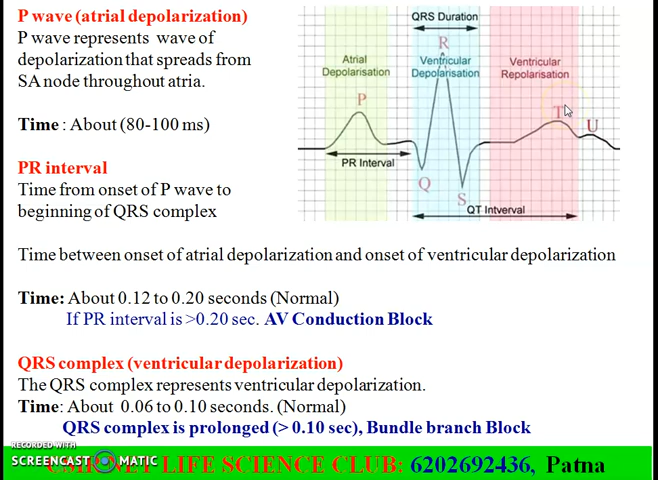 P wave (atrial depolarization)
P wave represents wave of
depolarization that spreads from
SA node throughout atria.
Time : About (80-100 ms)
PR interval
Time from onset of P wave to
beginning of QRS complex
QRS Duration
R
Atrial
Depolarisation
Ventricular
Depolarisation
Ventricular
Repolarisation
P
T
U
PR Interval
Q
S
QT Intverval
Time between onset of atrial depolarization and onset of ventricular depolarization
Time: About 0.12 to 0.20 seconds (Normal)
If PR interval is >0.20 sec. AV Conduction Block
QRS complex (ventricular depolarization)
The QRS complex represents ventricular depolarization.
Time: About 0.06 to 0.10 seconds. (Normal)
QRS complex is prolonged (> 0.10 sec), Bundle branch Block
RECORDED WITH
SCREENCAST MATIC
LIFE SCIENCE CLUB: 6202692436, Patna